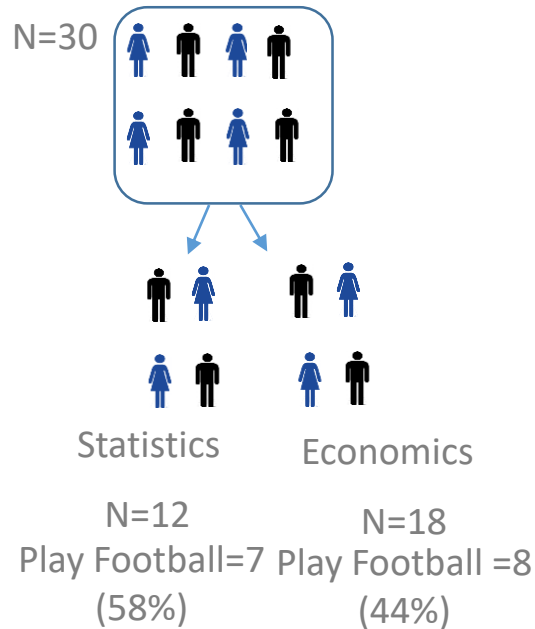 N=30
Statistics
Economics
N=12
Play Football=7
(58%)
N=18
Play Football =8
(44%)